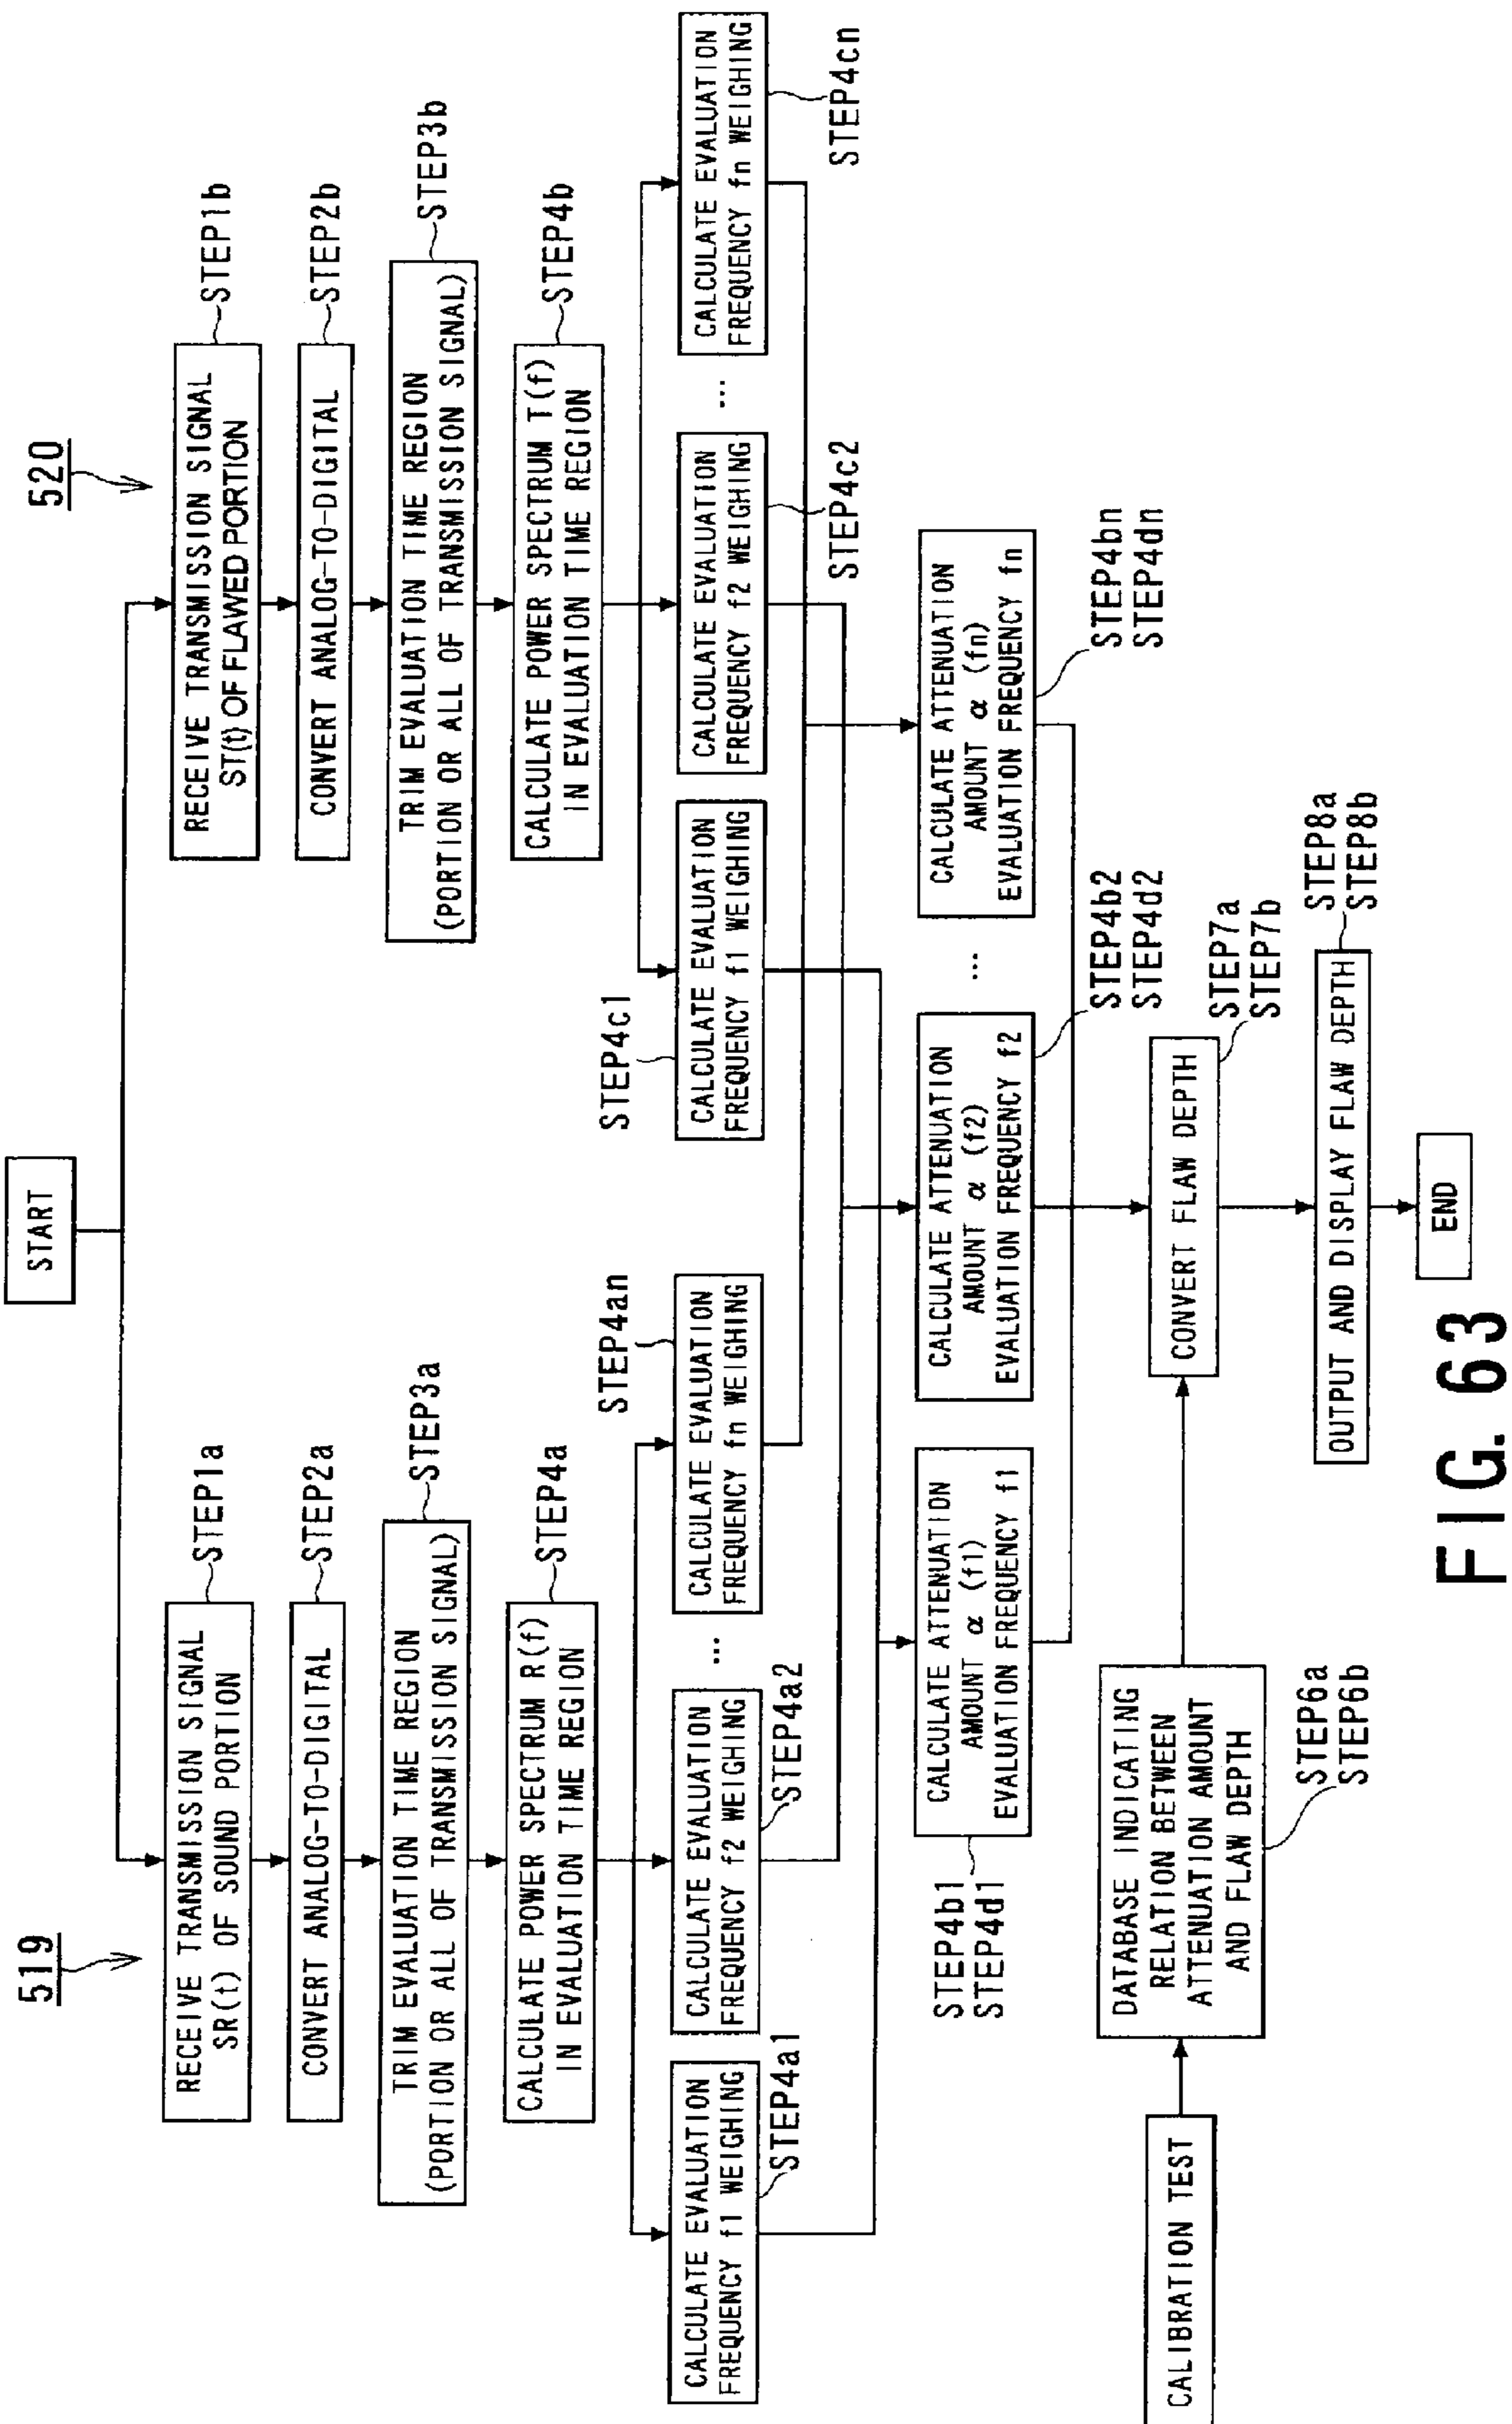 START
519
RECEIVE TRANSMISSION SIGNAL
SR(t) OF SOUND PORTION
STEP1a
CONVERT ANALOG-TO-DIGITAL
STEP2a
TRIM EVALUATION TIME REGION
(PORTION OR ALL OF TRANSMISSION SIGNAL)
STEP3a
CALCULATE POWER SPECTRUM R(f)
IN EVALUATION TIME REGION
STEP4a
520
RECEIVE TRANSMISSION SIGNAL
ST(t) OF FLAWED PORTION
STEP1b
CONVERT ANALOG-TO-DIGITAL
STEP2b
TRIM EVALUATION TIME REGION
(PORTION OR ALL OF TRANSMISSION SIGNAL)
STEP3b
CALCULATE POWER SPECTRUM T(f)
IN EVALUATION TIME REGION
STEP4b
CALCULATE EVALUATION
FREQUENCY f1 WEIGHING
STEP4a1
CALCULATE EVALUATION
FREQUENCY f2 WEIGHING
STEP4a2
...
CALCULATE EVALUATION
FREQUENCY fn WEIGHING
STEP4an
CALCULATE EVALUATION
FREQUENCY f1 WEIGHING
STEP4c1
CALCULATE EVALUATION
FREQUENCY f2 WEIGHING
STEP4c2
...
CALCULATE EVALUATION
FREQUENCY fn WEIGHING
STEP4cn
CALCULATE ATTENUATION
AMOUNT α (f1)
EVALUATION FREQUENCY f1
STEP4b1
STEP4d1
CALCULATE ATTENUATION
AMOUNT α (f2)
EVALUATION FREQUENCY f2
STEP4b2
STEP4d2
...
CALCULATE ATTENUATION
AMOUNT α (fn)
EVALUATION FREQUENCY fn
STEP4bn
STEP4dn
CALIBRATION TEST
DATABASE INDICATING
RELATION BETWEEN
ATTENUATION AMOUNT
AND FLAW DEPTH
STEP6a
STEP6b
CONVERT FLAW DEPTH
STEP7a
STEP7b
OUTPUT AND DISPLAY FLAW DEPTH
STEP8a
STEP8b
END
FIG. 63